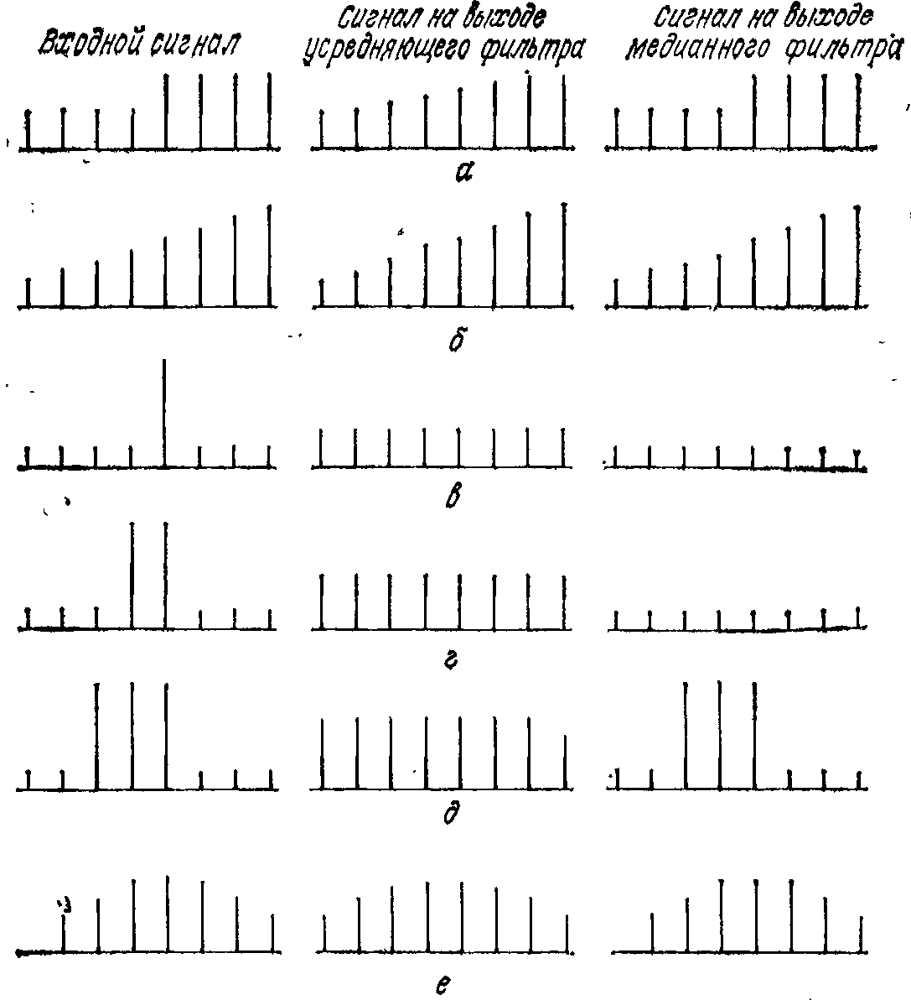 Входной сигнал
Сигнал на выходе
усредняющего фильтра
Сигнал на выходе
медианного фильтра
а
б
в
г
д
е